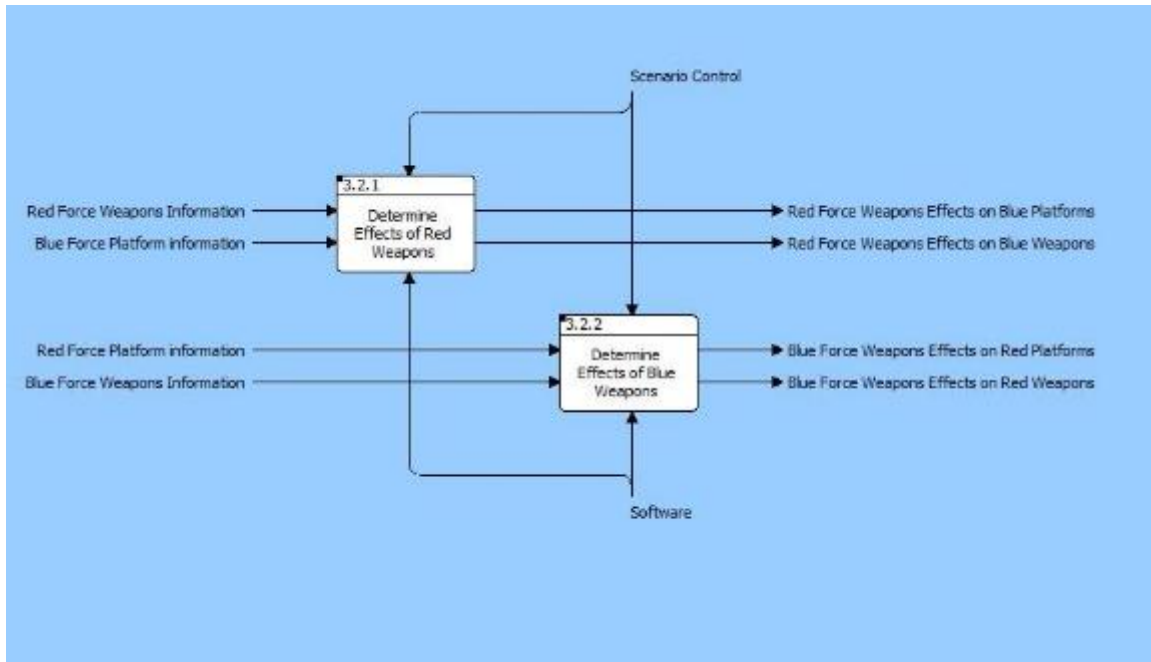 Scenario Control
3.2.1
Determine
Effects of Red
Weapons
Red Force Weapons Information
Blue Force Platform information
Red Force Weapons Effects on Blue Platforms
Red Force Weapons Effects on Blue Weapons
3.2.2
Determine
Effects of Blue
Weapons
Red Force Platform information
Blue Force Weapons Information
Blue Force Weapons Effects on Red Platforms
Blue Force Weapons Effects on Red Weapons
Software